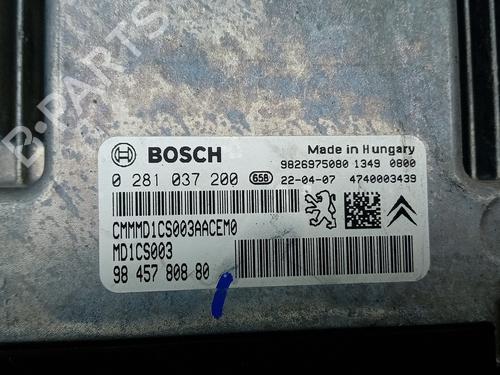 B-PARTS
BOSCH
Made in Hungary
9826975080 1349 0800
0 281 037 200 658 22-04-07 4740003439
CMMMD1CS003AACEM0
MD1CS003
98 457 808 80